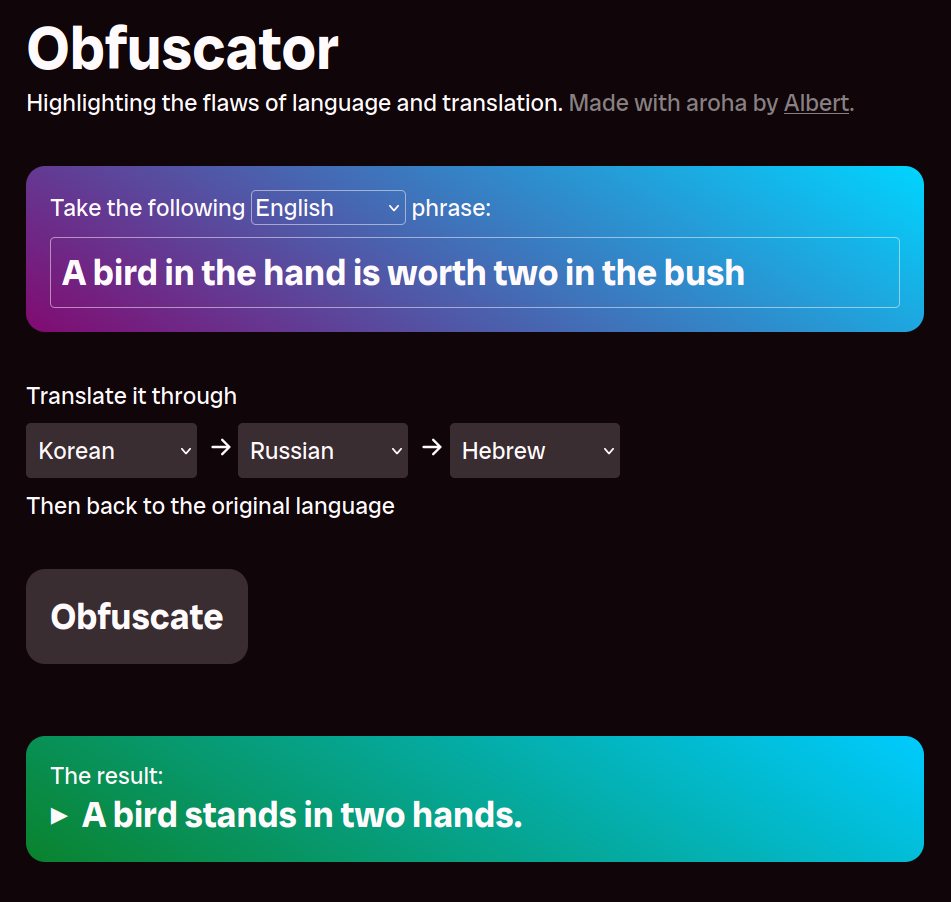 Obfuscator
Highlighting the flaws of language and translation. Made with aroha by Albert.
Take the following English phrase:
A bird in the hand is worth two in the bush
Translate it through
Korean → Russian → Hebrew
Then back to the original language
Obfuscate
The result:
▶ A bird stands in two hands.